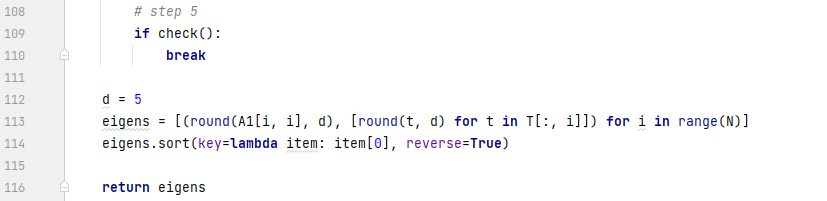 108 # step 5
109 if check():
110 break
111
112 d = 5
113 eigens = [(round(A1[i, i], d), [round(t, d) for t in T[:, i]]) for i in range(N)]
114 eigens.sort(key=lambda item: item[0], reverse=True)
115
116 return eigens